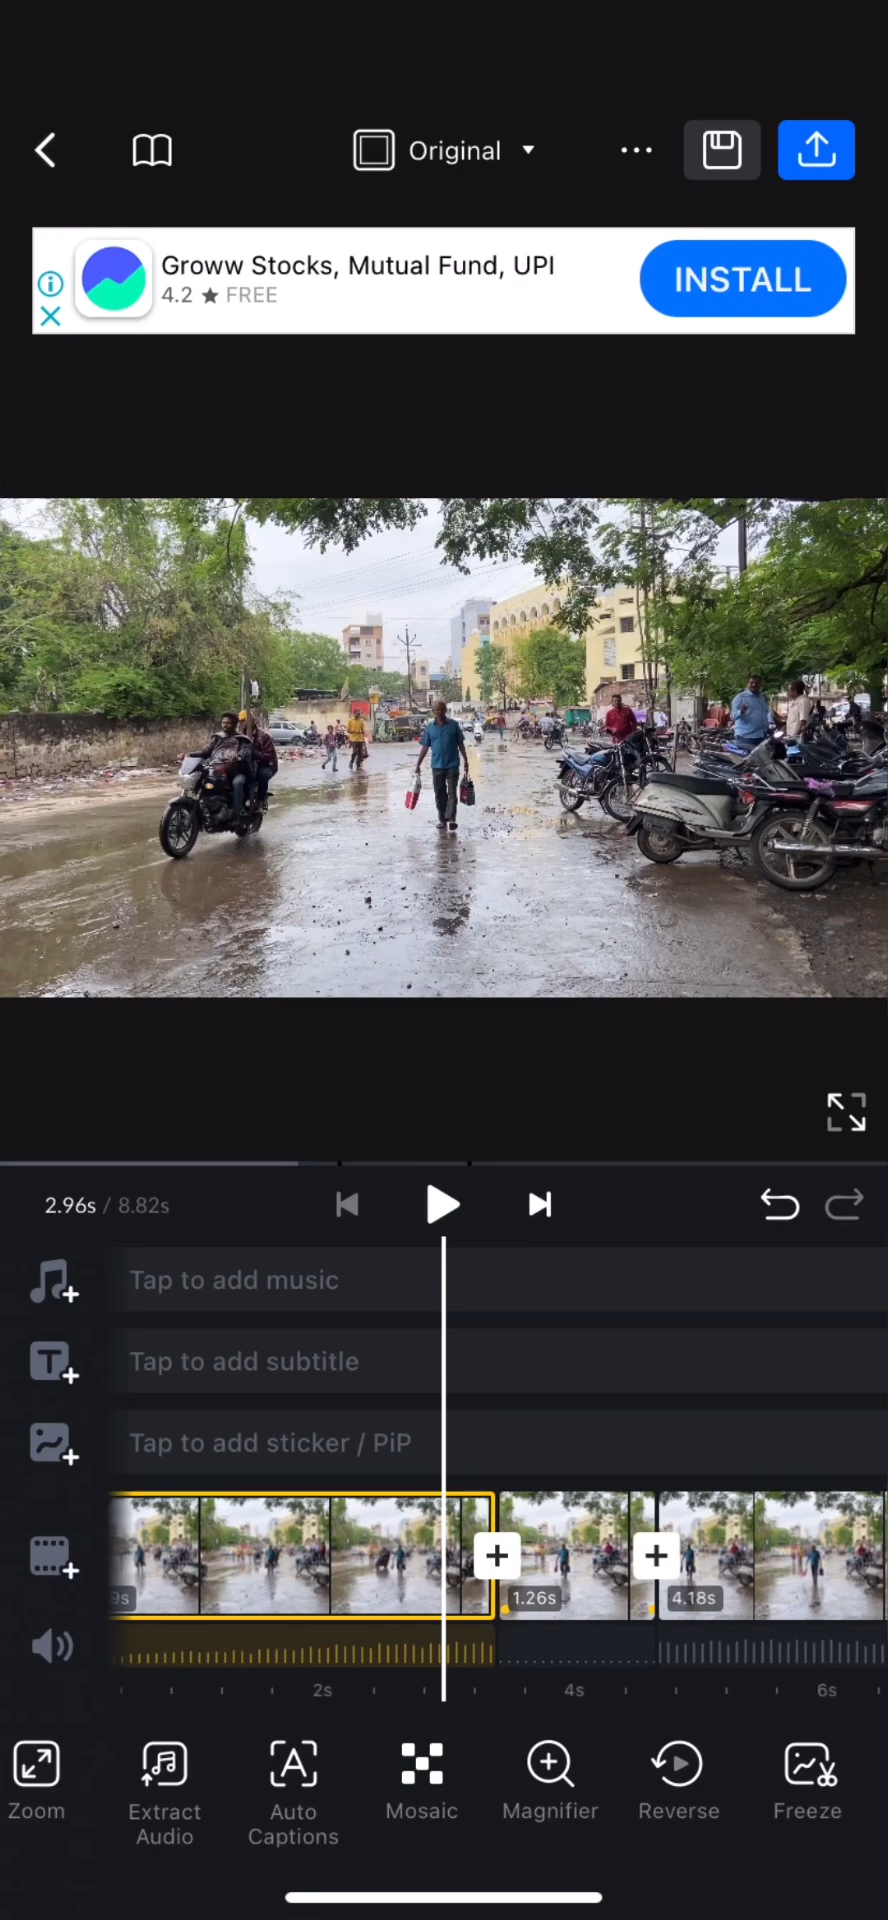 Original
Groww Stocks, Mutual Fund, UPI
4.2 ★ FREE
INSTALL
2.96s / 8.82s
Tap to add music
Tap to add subtitle
Tap to add sticker / PiP
9s
1.26s
4.18s
2s
4s
6s
Zoom
Extract
Audio
Auto
Captions
Mosaic
Magnifier
Reverse
Freeze